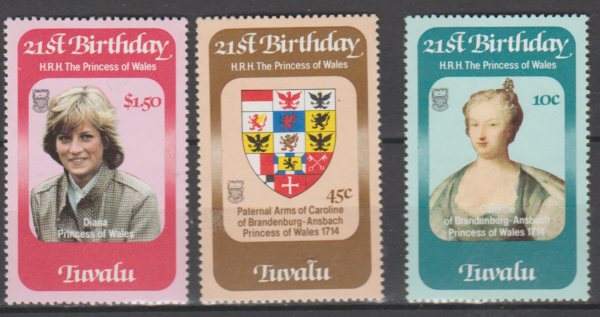 21st Birthday
H.R.H. The Princess of Wales
$1.50
Diana
Princess of Wales
Tuvalu
21st Birthday
H.R.H. The Princess of Wales
45c
Paternal Arms of Caroline
of Brandenburg-Ansbach
Princess of Wales 1714
Tuvalu
21st Birthday
H.R.H. The Princess of Wales
10c
of Brandenburg-Ansbach
Princess of Wales 1714
Tuvalu